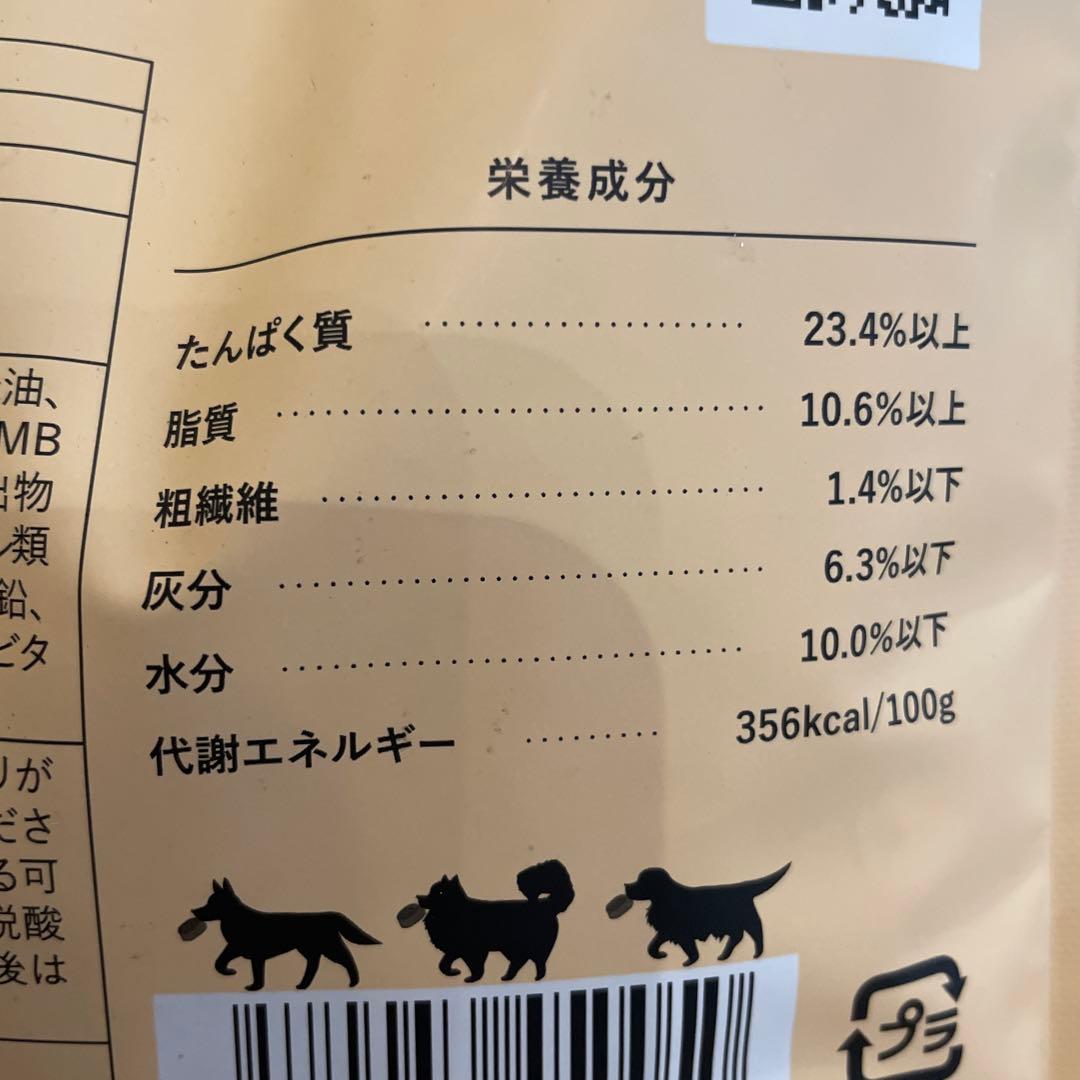 栄養成分
たんぱく質 23.4%以上
脂質 10.6%以上
粗繊維 1.4%以下
灰分 6.3%以下
水分 10.0%以下
代謝エネルギー 356kcal/100g
油、
MB
出物
類
鉛、
ビタ
が
ださ
る可
脱酸
後は
プラ